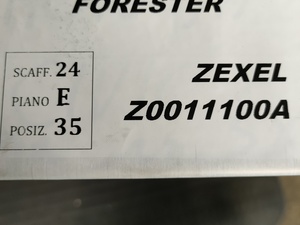 FORESTER
SCAFF. 24
PIANO E
POSIZ. 35
ZEXEL
Z0011100A